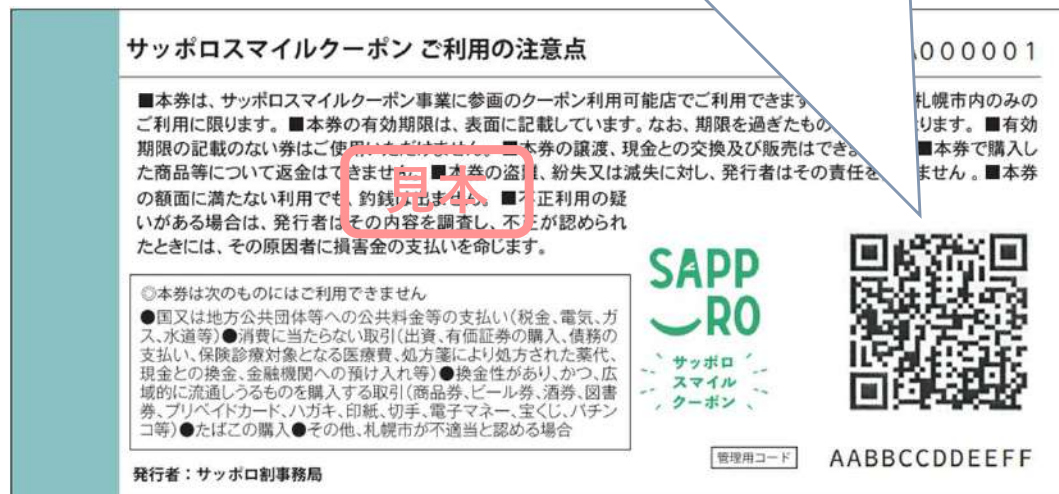 サッポロスマイルクーポン ご利用の注意点
000001
■本券は、サッポロスマイルクーポン事業に参画のクーポン利用可能店でご利用できます 札幌市内のみの
ご利用に限ります。■本券の有効期限は、表面に記載しています。なお、期限を過ぎたもの ります。■有効
期限の記載のない券はご使用いただけません。■本券の譲渡、現金との交換及び販売はできま ■本券で購入し
た商品等について返金はできません。■本券の盗難、紛失又は滅失に対し、発行者はその責任を ません。■本券
の額面に満たない利用でも、釣銭は出ません。■不正利用の疑
いがある場合は、発行者はその内容を調査し、不正が認められ
たときには、その原因者に損害金の支払いを命じます。
見本
◎本券は次のものにはご利用できません
●国又は地方公共団体等への公共料金等の支払い(税金、電気、ガ
ス、水道等)●消費に当たらない取引(出資、有価証券の購入、債務の
支払い、保険診療対象となる医療費、処方箋により処方された薬代、
現金との換金、金融機関への預け入れ等)●換金性があり、かつ、広
域的に流通しうるものを購入する取引(商品券、ビール券、酒券、図書
券、プリペイドカード、ハガキ、印紙、切手、電子マネー、宝くじ、パチン
コ等)●たばこの購入●その他、札幌市が不適当と認める場合
発行者:サッポロ割事務局
SAPP
RO
サッポロ
スマイル
クーポン
管理用コード
AABBCCDDEEFF